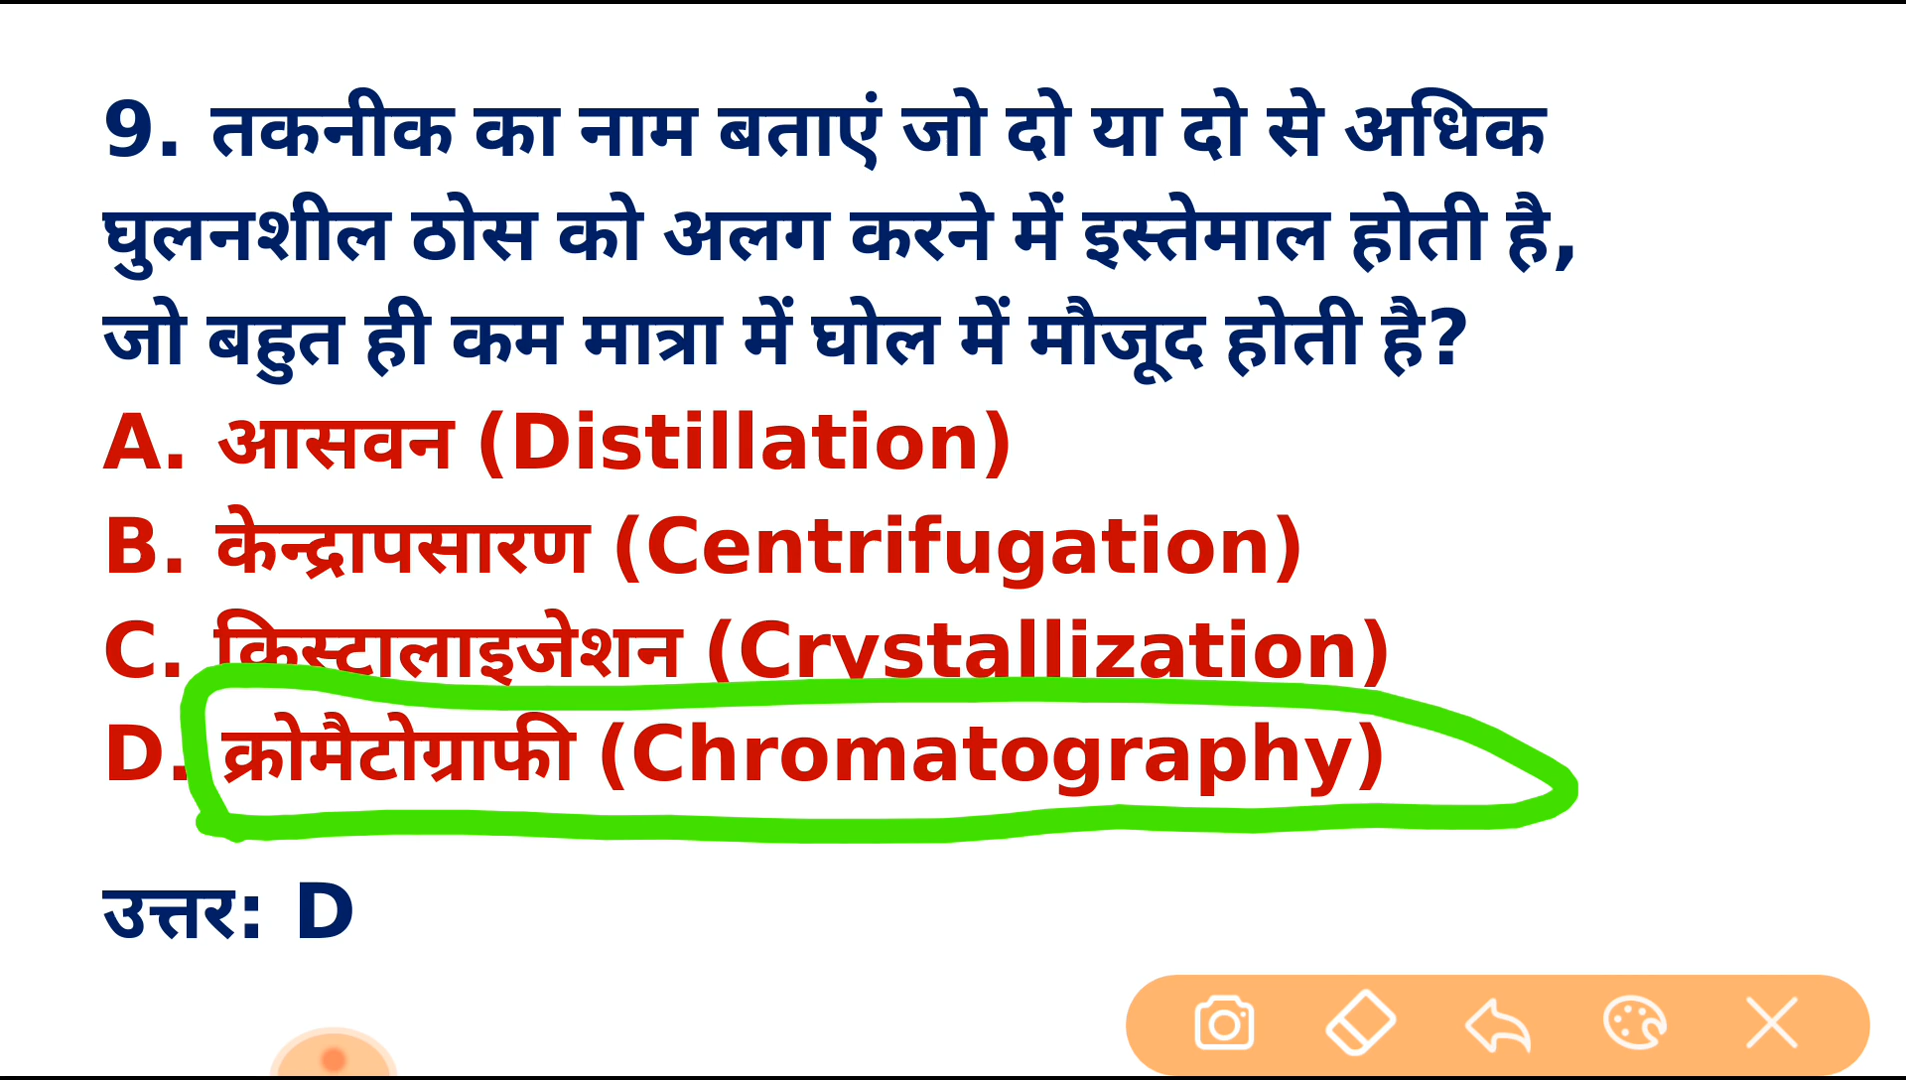 9. तकनीक का नाम बताएं जो दो या दो से अधिक
घुलनशील ठोस को अलग करने में इस्तेमाल होती है,
जो बहुत ही कम मात्रा में घोल में मौजूद होती है?
A. आसवन (Distillation)
B. केन्द्रापसारण (Centrifugation)
C. क्रिस्टालाइजेशन (Crystallization)
D. क्रोमैटोग्राफी (Chromatography)
उत्तर: D